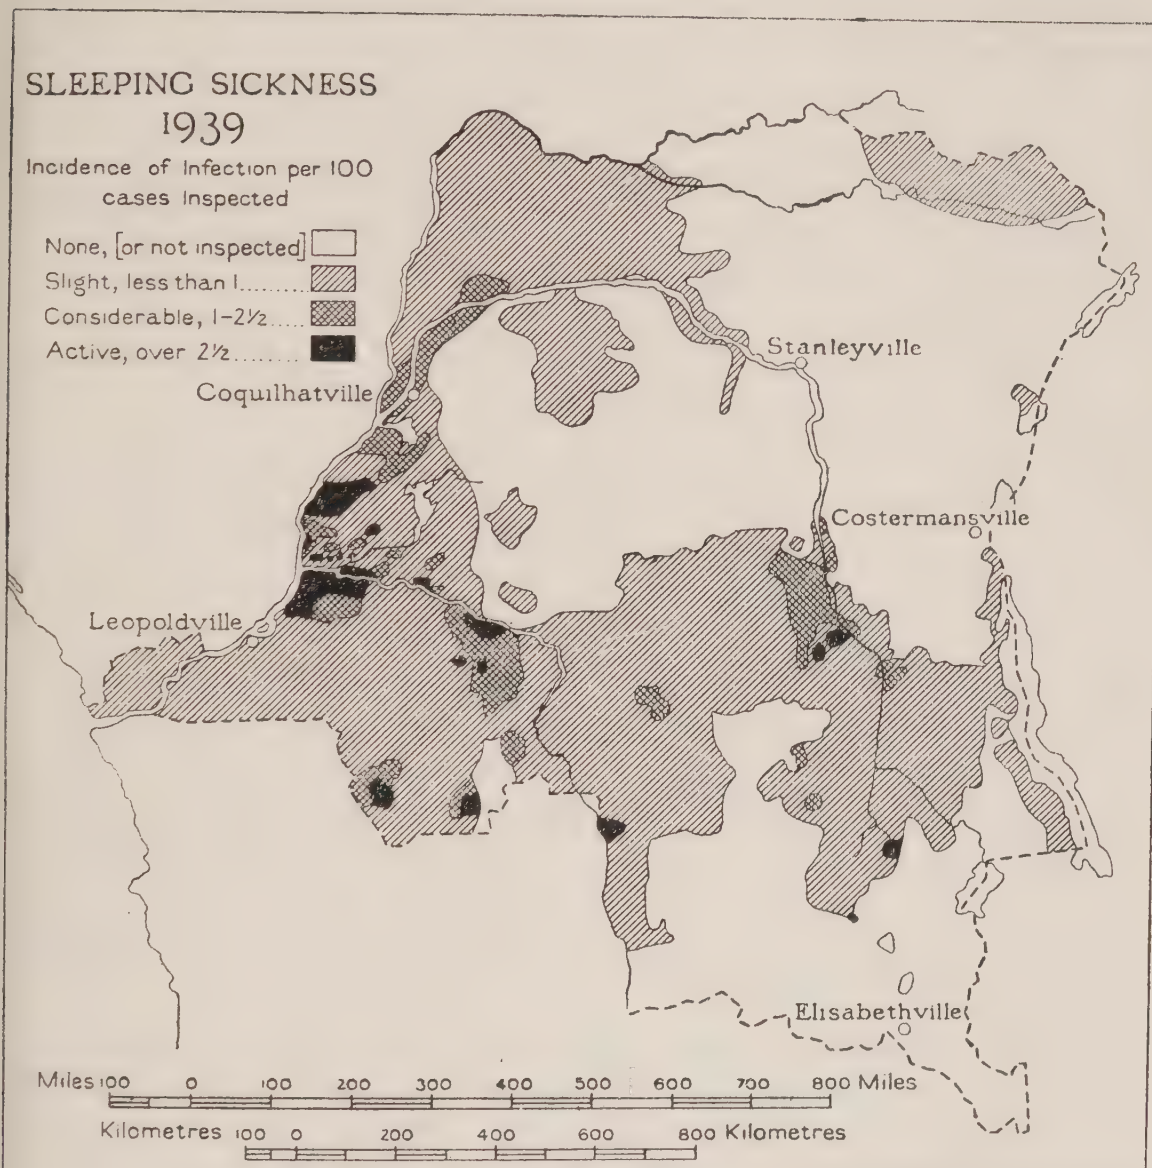 SLEEPING SICKNESS
1939
Incidence of Infection per 100
cases Inspected
None, [or not inspected]
Slight, less than 1.........
Considerable, 1-2½.....
Active, over 2½........
Stanleyville
Coquilhatville
Costermansville
Leopoldville
Elisabethville
Miles 100 0 100 200 300 400 500 600 700 800 Miles
Kilometres 100 0 200 400 600 800 Kilometres